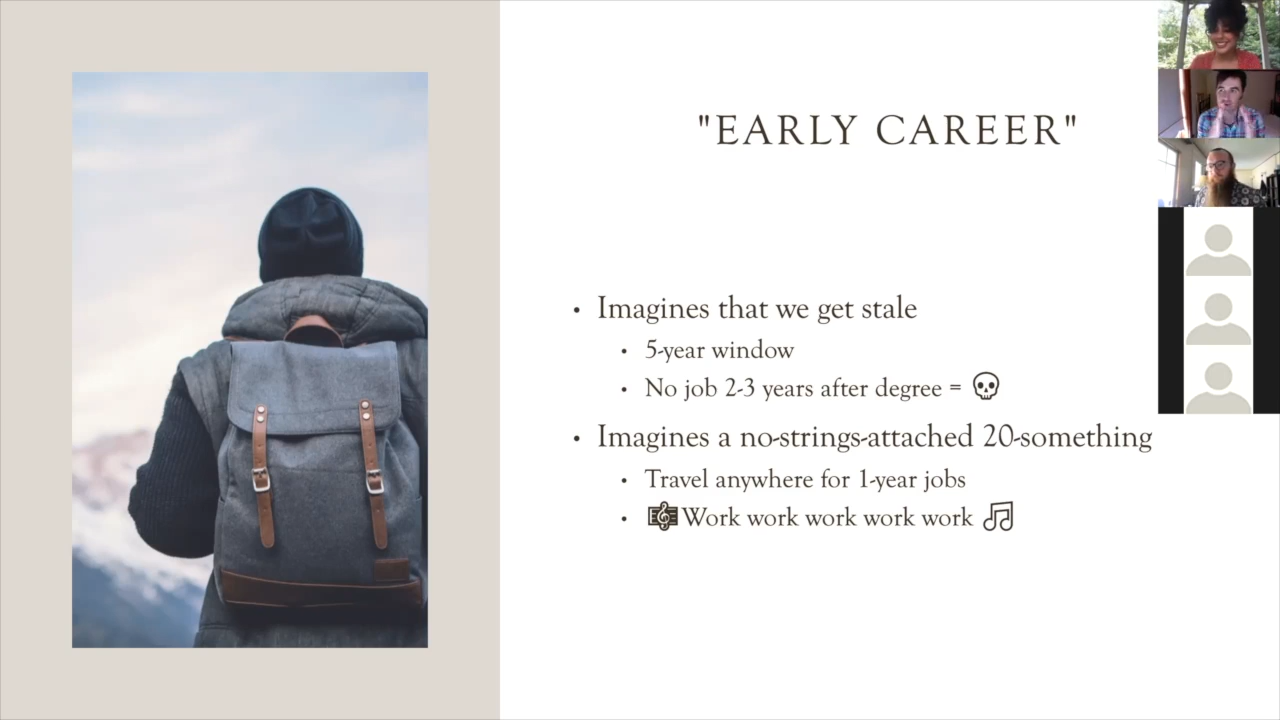 "EARLY CAREER"
• Imagines that we get stale
• 5-year window
• No job 2-3 years after degree = 💀
• Imagines a no-strings-attached 20-something
• Travel anywhere for 1-year jobs
• 🎼Work work work work work 🎵